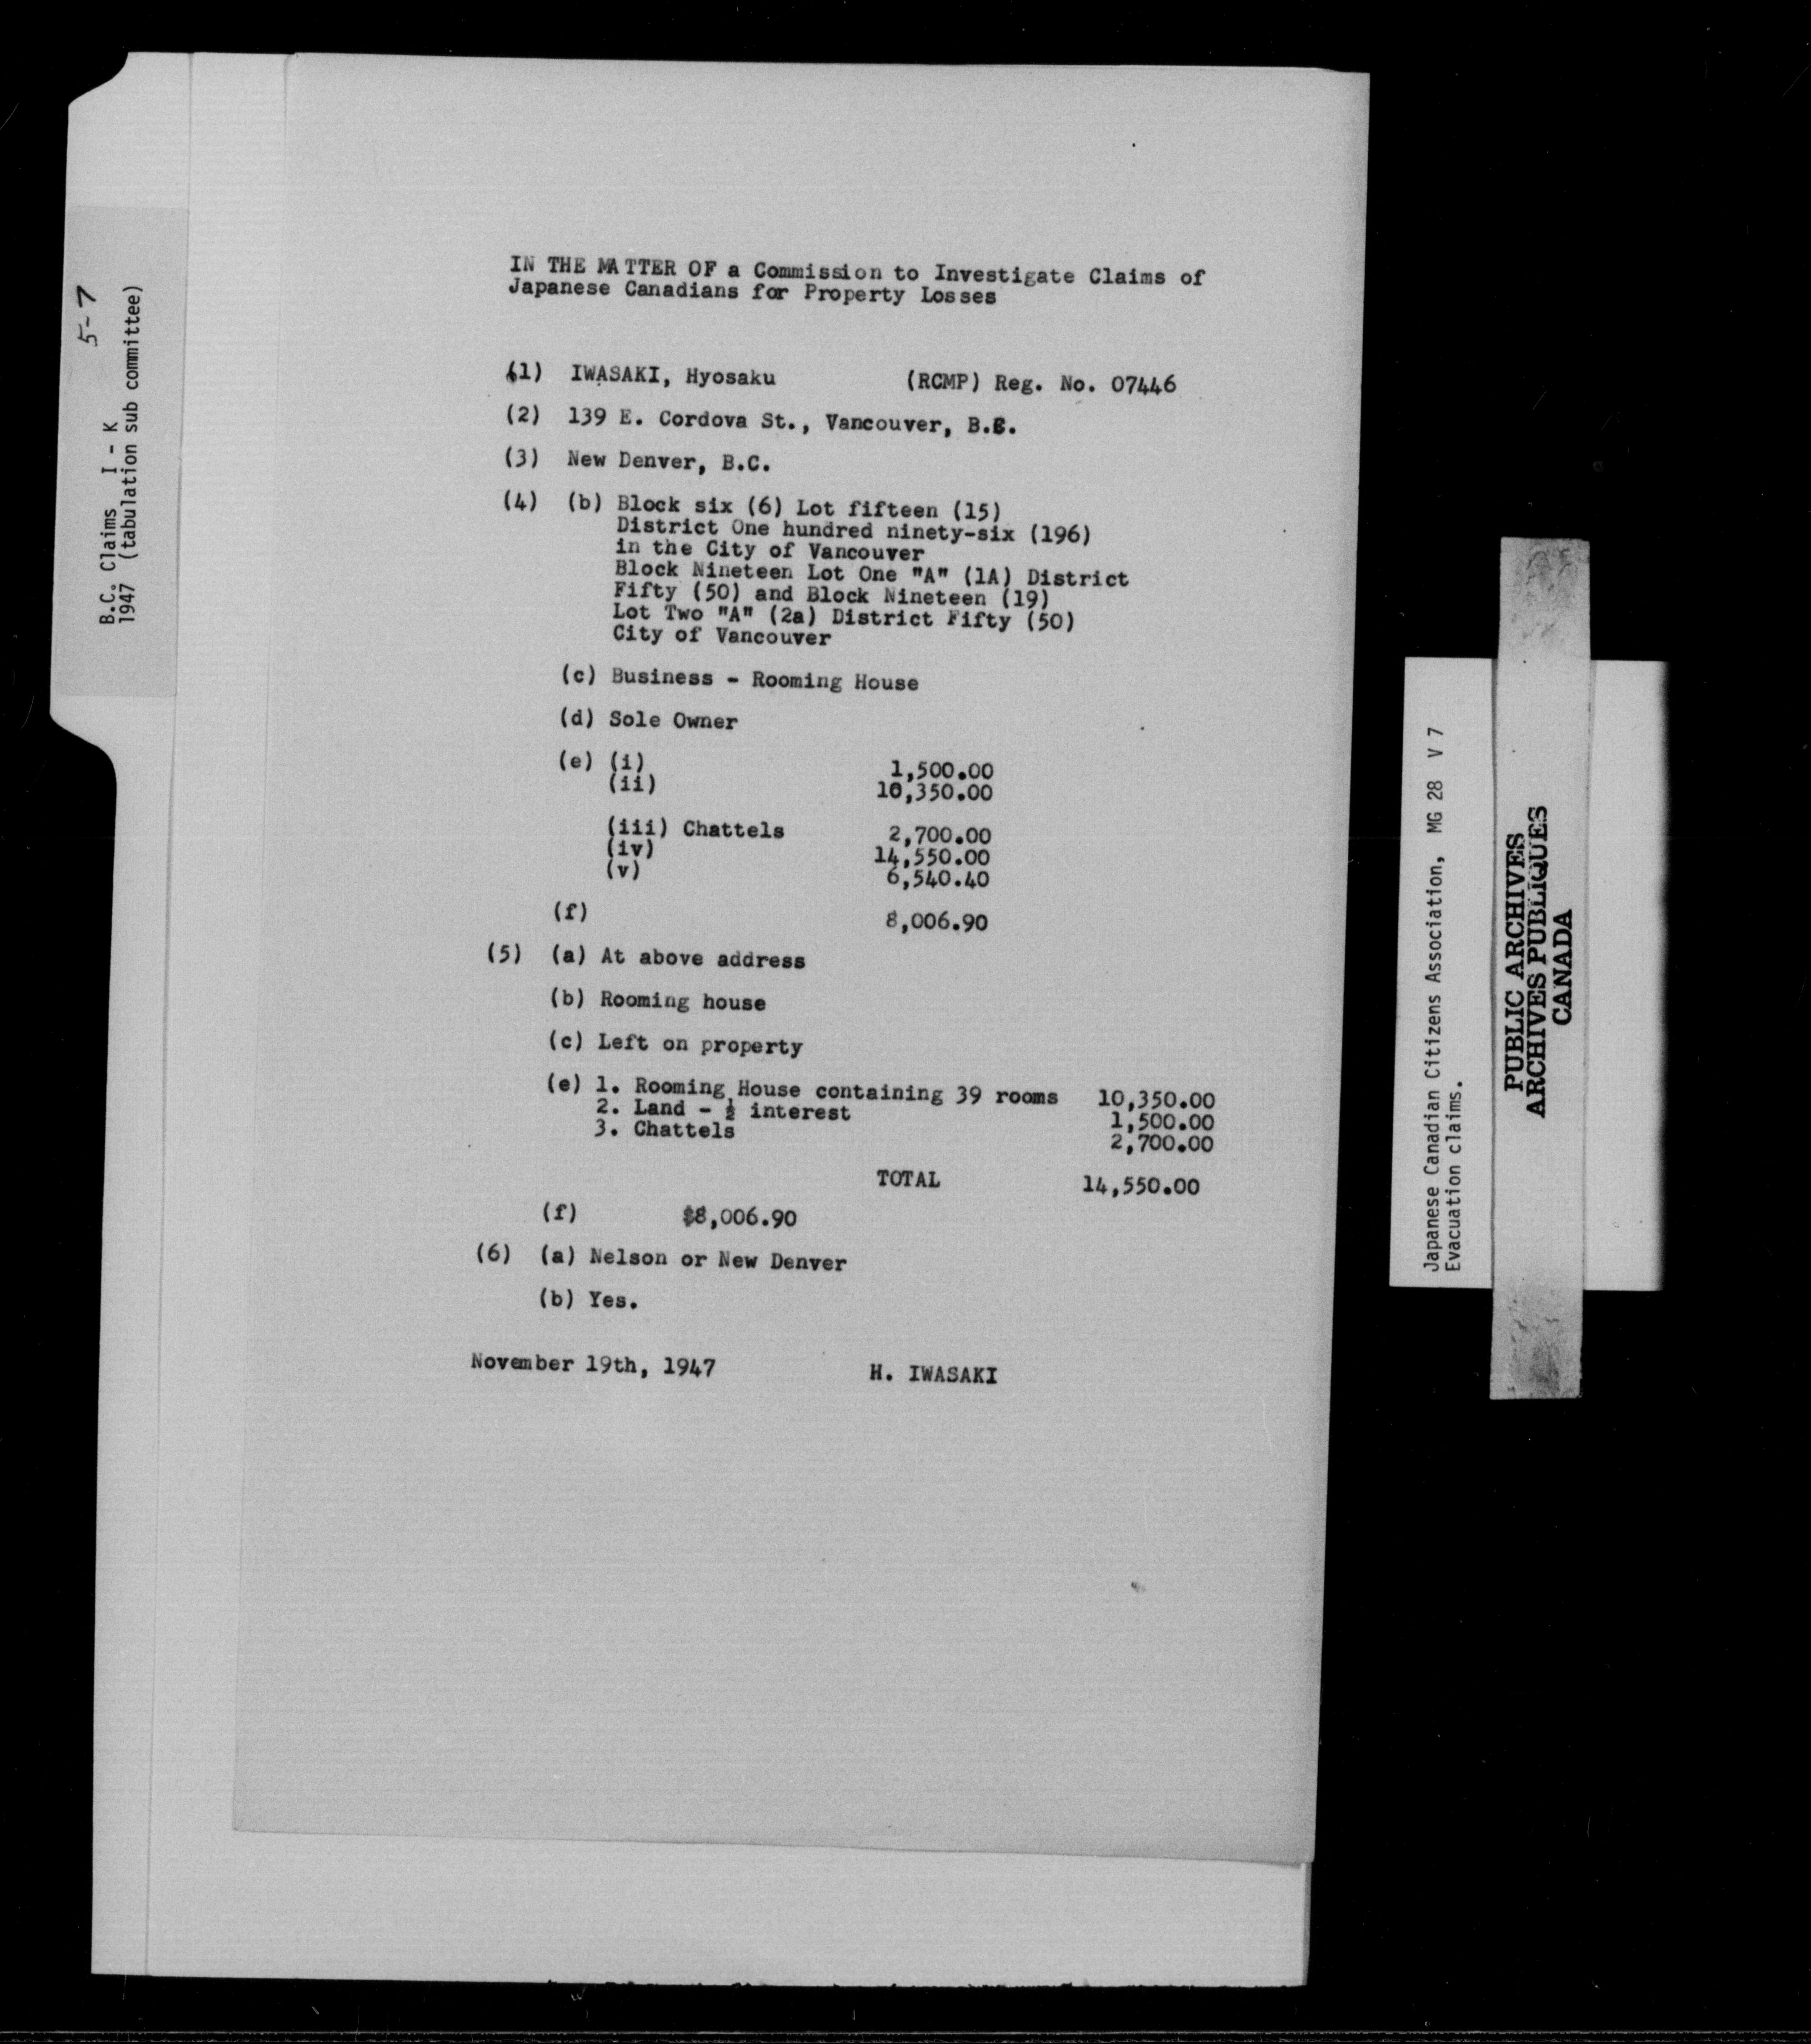 5-7
B.C. Claims I - K
1947 (tabulation sub committee)
IN THE MATTER OF a Commission to Investigate Claims of
Japanese Canadians for Property Losses
(1) IWASAKI, Hyosaku (RCMP) Reg. No. 07446
(2) 139 E. Cordova St., Vancouver, B.C.
(3) New Denver, B.C.
(4) (b) Block six (6) Lot fifteen (15)
District One hundred ninety-six (196)
in the City of Vancouver
Block Nineteen Lot One "A" (1A) District
Fifty (50) and Block Nineteen (19)
Lot Two "A" (2a) District Fifty (50)
City of Vancouver
(c) Business - Rooming House
(d) Sole Owner
(e) (i) 1,500.00
(ii) 10,350.00
(iii) Chattels 2,700.00
(iv) 14,550.00
(v) 6,540.40
(f) 8,006.90
(5) (a) At above address
(b) Rooming house
(c) Left on property
(e) 1. Rooming House containing 39 rooms 10,350.00
2. Land - ½ interest 1,500.00
3. Chattels 2,700.00
TOTAL 14,550.00
(f) $8,006.90
(6) (a) Nelson or New Denver
(b) Yes.
November 19th, 1947 H. IWASAKI
Japanese Canadian Citizens Association, MG 28 V 7
Evacuation claims.
PUBLIC ARCHIVES
ARCHIVES PUBLIQUES
CANADA